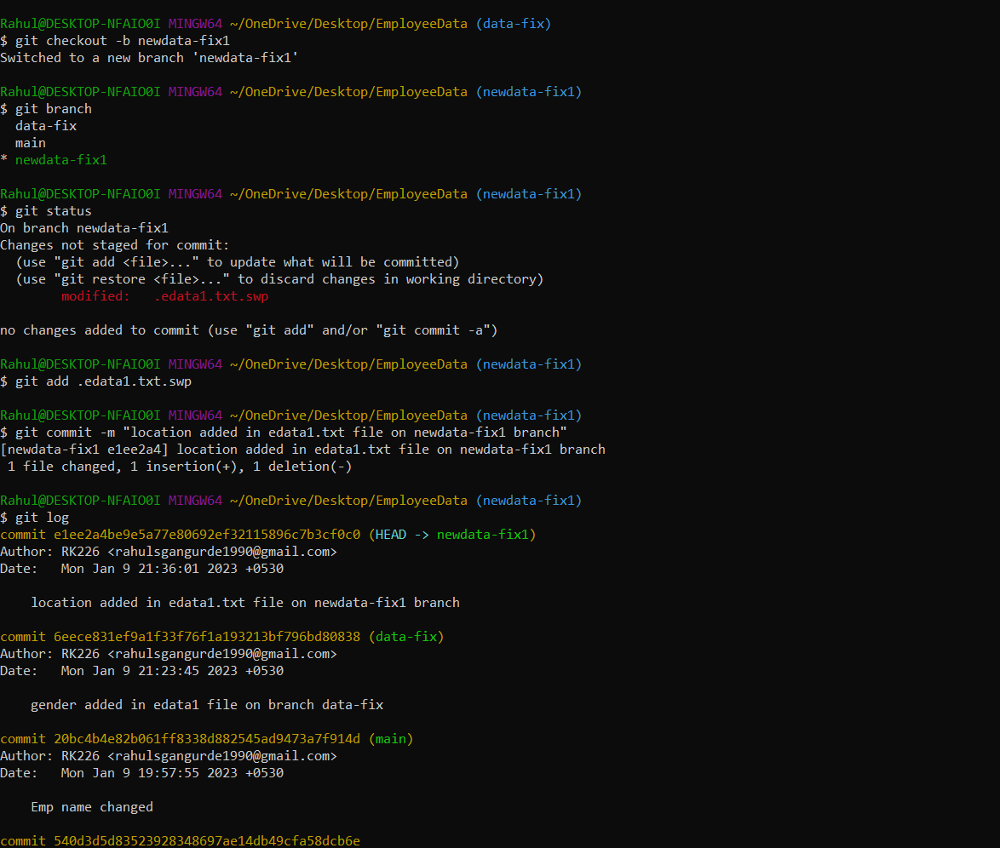 Rahul@DESKTOP-NFAIO0I MINGW64 ~/OneDrive/Desktop/EmployeeData (data-fix)
$ git checkout -b newdata-fix1
Switched to a new branch 'newdata-fix1'

Rahul@DESKTOP-NFAIO0I MINGW64 ~/OneDrive/Desktop/EmployeeData (newdata-fix1)
$ git branch
  data-fix
  main
* newdata-fix1

Rahul@DESKTOP-NFAIO0I MINGW64 ~/OneDrive/Desktop/EmployeeData (newdata-fix1)
$ git status
On branch newdata-fix1
Changes not staged for commit:
  (use "git add <file>..." to update what will be committed)
  (use "git restore <file>..." to discard changes in working directory)
        modified:   .edata1.txt.swp

no changes added to commit (use "git add" and/or "git commit -a")

Rahul@DESKTOP-NFAIO0I MINGW64 ~/OneDrive/Desktop/EmployeeData (newdata-fix1)
$ git add .edata1.txt.swp

Rahul@DESKTOP-NFAIO0I MINGW64 ~/OneDrive/Desktop/EmployeeData (newdata-fix1)
$ git commit -m "location added in edata1.txt file on newdata-fix1 branch"
[newdata-fix1 e1ee2a4] location added in edata1.txt file on newdata-fix1 branch
 1 file changed, 1 insertion(+), 1 deletion(-)

Rahul@DESKTOP-NFAIO0I MINGW64 ~/OneDrive/Desktop/EmployeeData (newdata-fix1)
$ git log
commit e1ee2a4be9e5a77e80692ef32115896c7b3cf0c0 (HEAD -> newdata-fix1)
Author: RK226 <rahulsgangurde1990@gmail.com>
Date:   Mon Jan 9 21:36:01 2023 +0530

    location added in edata1.txt file on newdata-fix1 branch

commit 6eece831ef9a1f33f76f1a193213bf796bd80838 (data-fix)
Author: RK226 <rahulsgangurde1990@gmail.com>
Date:   Mon Jan 9 21:23:45 2023 +0530

    gender added in edata1 file on branch data-fix

commit 20bc4b4e82b061ff8338d882545ad9473a7f914d (main)
Author: RK226 <rahulsgangurde1990@gmail.com>
Date:   Mon Jan 9 19:57:55 2023 +0530

    Emp name changed

commit 540d3d5d83523928348697ae14db49cfa58dcb6e